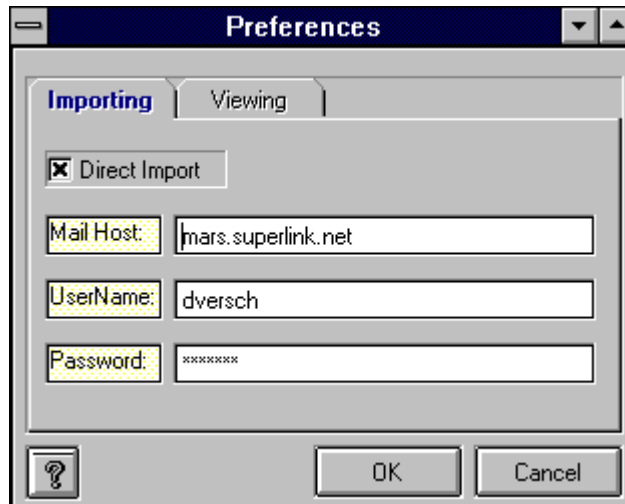 Preferences
Importing Viewing
Direct Import
Mail Host: mars.superlink.net
UserName: dversch
Password: *******
? OK Cancel